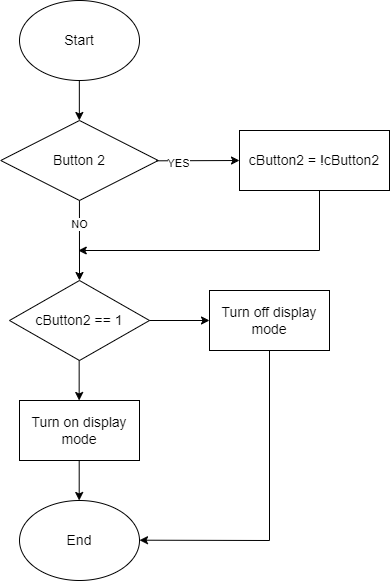 Start
Button 2
YES
cButton2 = !cButton2
NO
cButton2 == 1
Turn off display
mode
Turn on display
mode
End